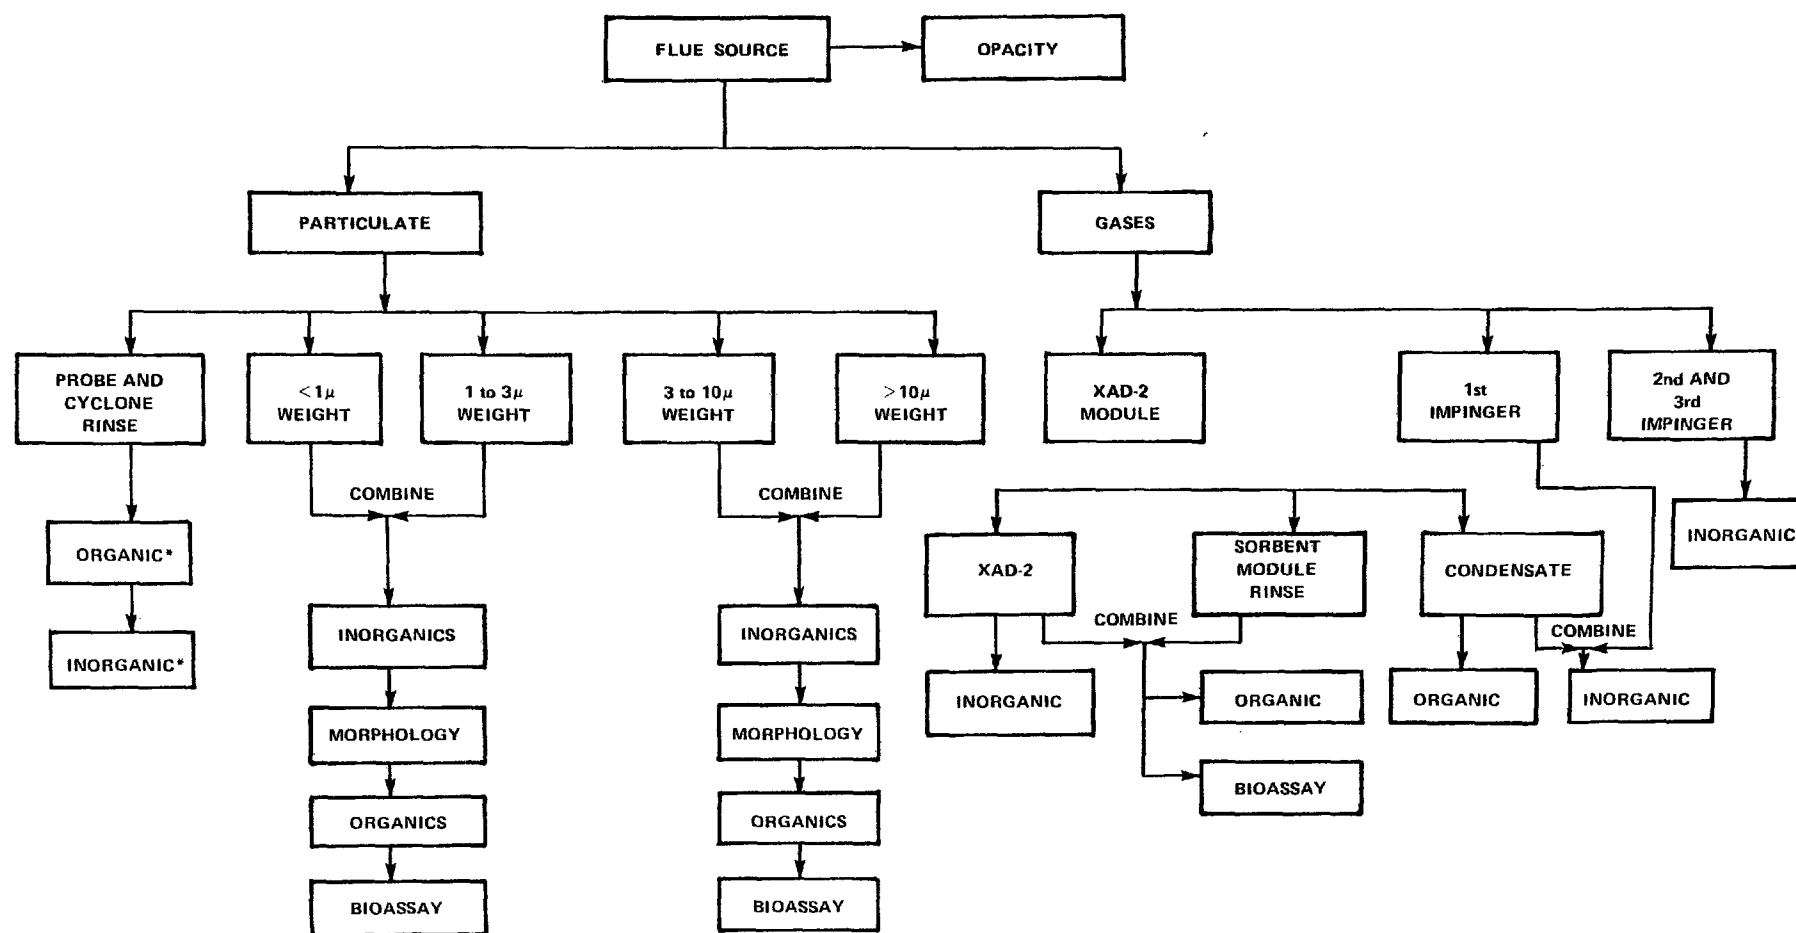 FLUE SOURCE
OPACITY
PARTICULATE
GASES
PROBE AND
CYCLONE
RINSE
<1μ
WEIGHT
1 to 3μ
WEIGHT
3 to 10μ
WEIGHT
>10μ
WEIGHT
XAD-2
MODULE
1st
IMPINGER
2nd AND
3rd
IMPINGER
COMBINE
COMBINE
ORGANIC*
INORGANIC*
INORGANICS
MORPHOLOGY
ORGANICS
BIOASSAY
INORGANICS
MORPHOLOGY
ORGANICS
BIOASSAY
XAD-2
SORBENT
MODULE
RINSE
CONDENSATE
INORGANIC
COMBINE
COMBINE
INORGANIC
ORGANIC
BIOASSAY
ORGANIC
INORGANIC